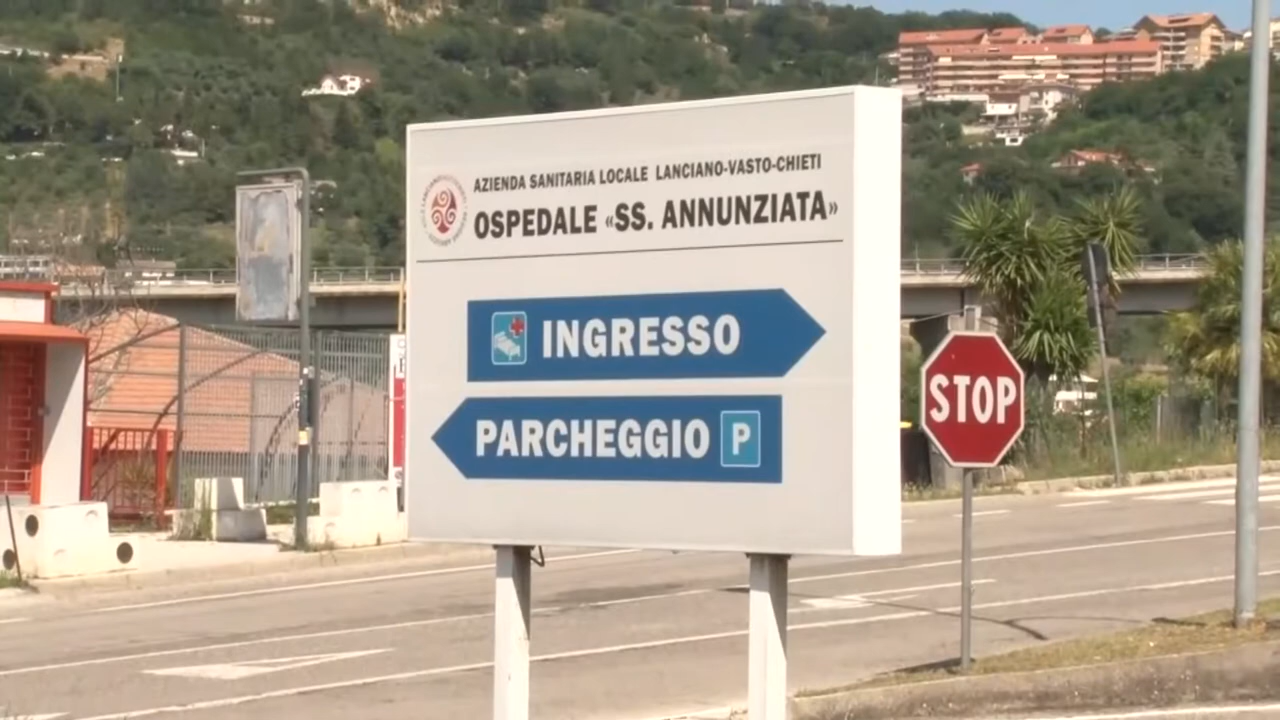 AZIENDA SANITARIA LOCALE LANCIANO-VASTO-CHIETI
OSPEDALE «SS. ANNUNZIATA»
INGRESSO
PARCHEGGIO P
STOP